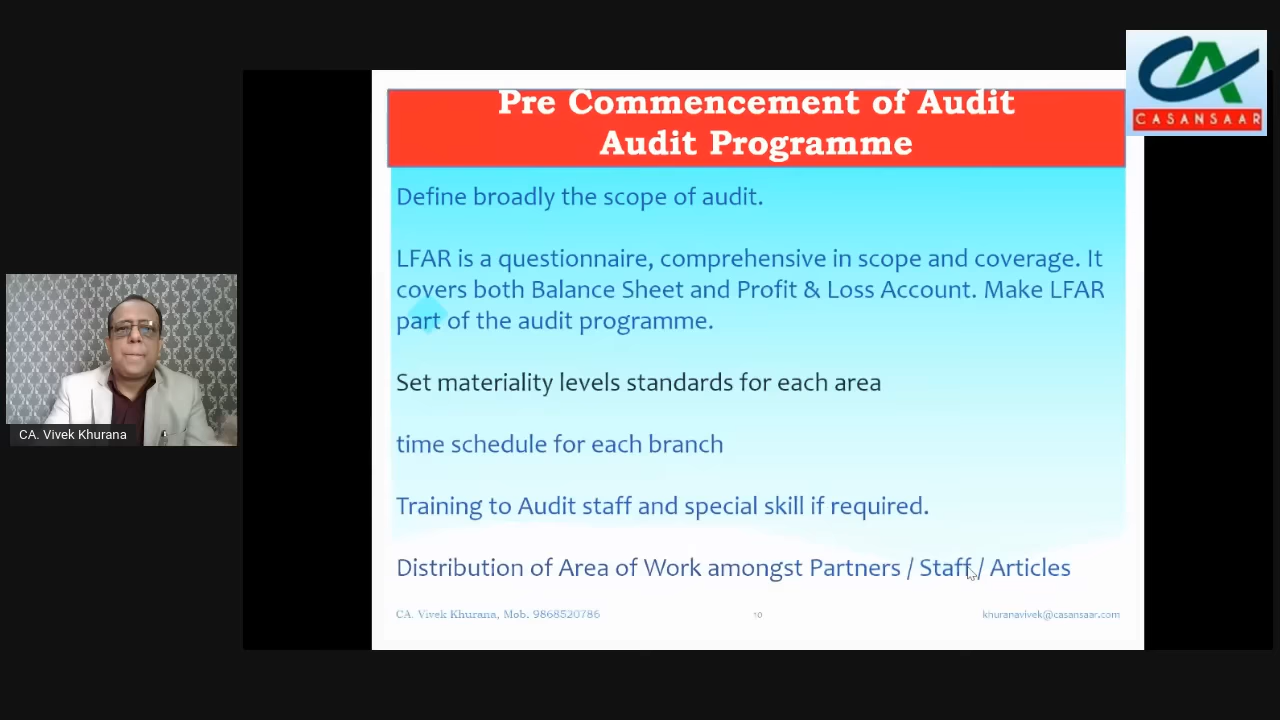 Pre Commencement of Audit
Audit Programme
CASANSAAR
Define broadly the scope of audit.
LFAR is a questionnaire, comprehensive in scope and coverage. It
covers both Balance Sheet and Profit & Loss Account. Make LFAR
part of the audit programme.
Set materiality levels standards for each area
time schedule for each branch
Training to Audit staff and special skill if required.
Distribution of Area of Work amongst Partners / Staff / Articles
CA. Vivek Khurana, Mob. 9868520786
10
khuranavivek@casansaar.com
CA. Vivek Khurana